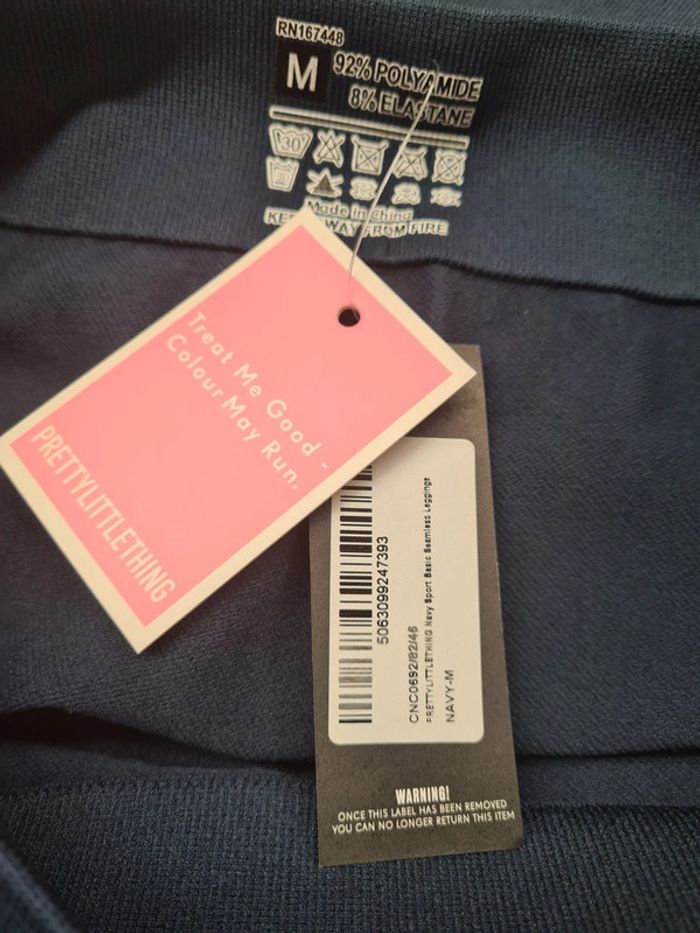 RN167448
M
92% POLYAMIDE
8% ELASTANE
30
Made in China
KEEP AWAY FROM FIRE
Treat Me Good -
Colour May Run.
PRETTYLITTLETHING
5063099247393
CNC0692/82/46
PRETTYLITTLETHING Navy Sport Basic Seamless Leggings
NAVY-M
WARNING!
ONCE THIS LABEL HAS BEEN REMOVED
YOU CAN NO LONGER RETURN THIS ITEM